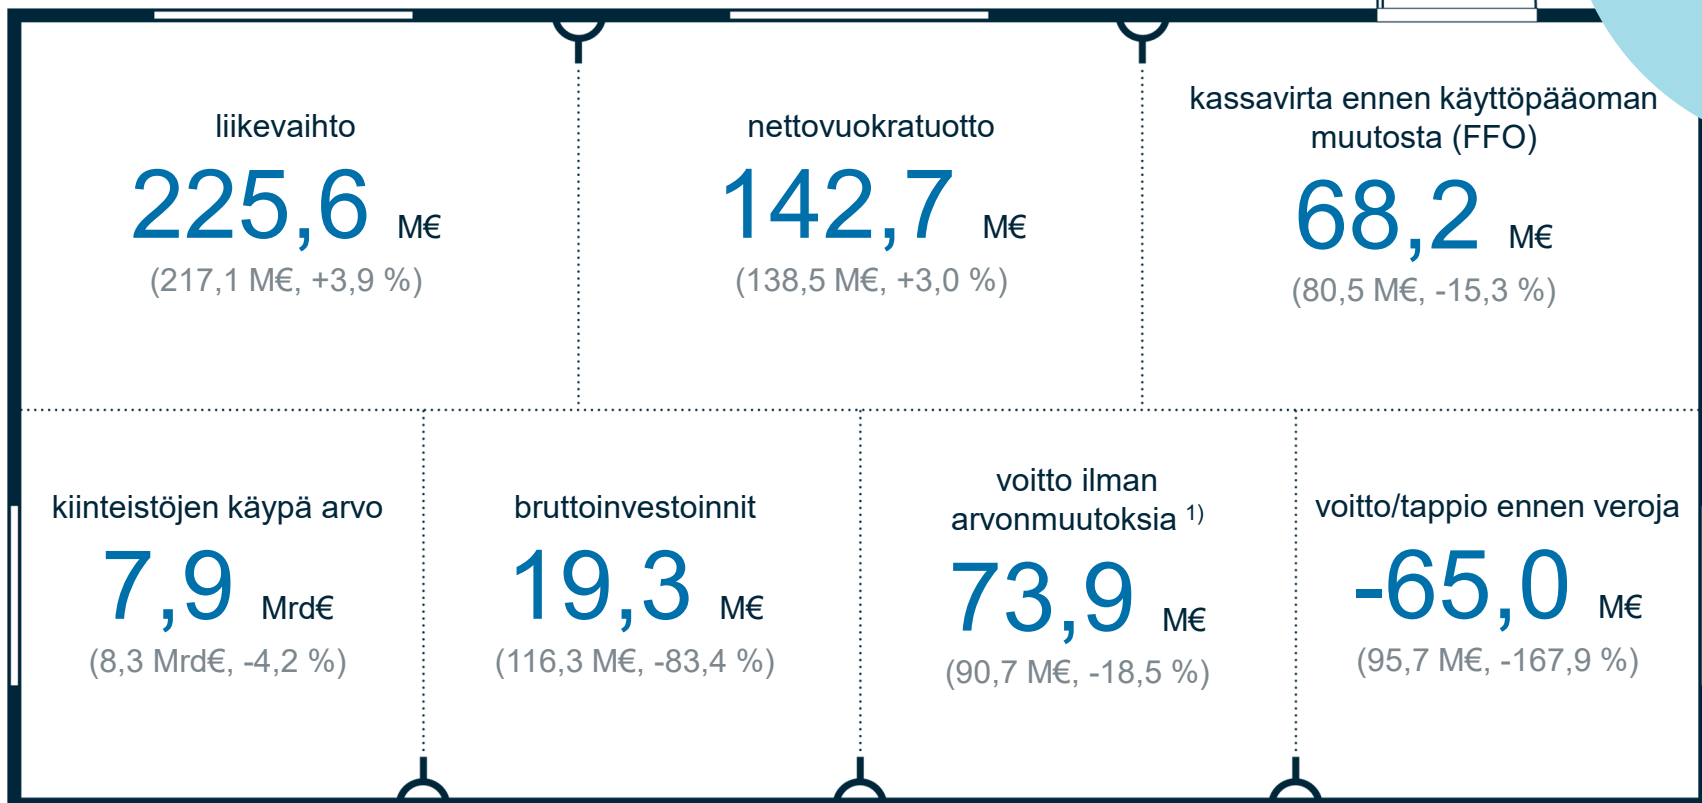 liikevaihto
225,6 M€
(217,1 M€, +3,9 %)
nettovuokratuotto
142,7 M€
(138,5 M€, +3,0 %)
kassavirta ennen käyttöpääoman
muutosta (FFO)
68,2 M€
(80,5 M€, -15,3 %)
kiinteistöjen käypä arvo
7,9 Mrd€
(8,3 Mrd€, -4,2 %)
bruttoinvestoinnit
19,3 M€
(116,3 M€, -83,4 %)
voitto ilman
arvonmuutoksia 1)
73,9 M€
(90,7 M€, -18,5 %)
voitto/tappio ennen veroja
-65,0 M€
(95,7 M€, -167,9 %)